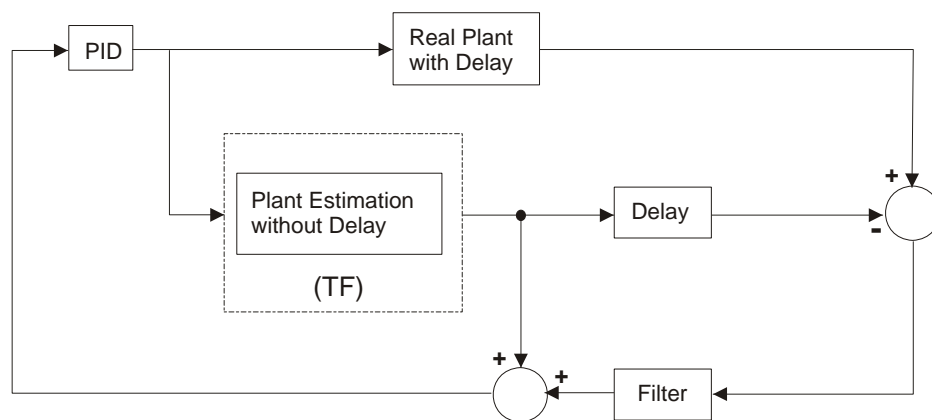 PID
Real Plant
with Delay
Plant Estimation
without Delay
(TF)
Delay
+
-
+
+
Filter